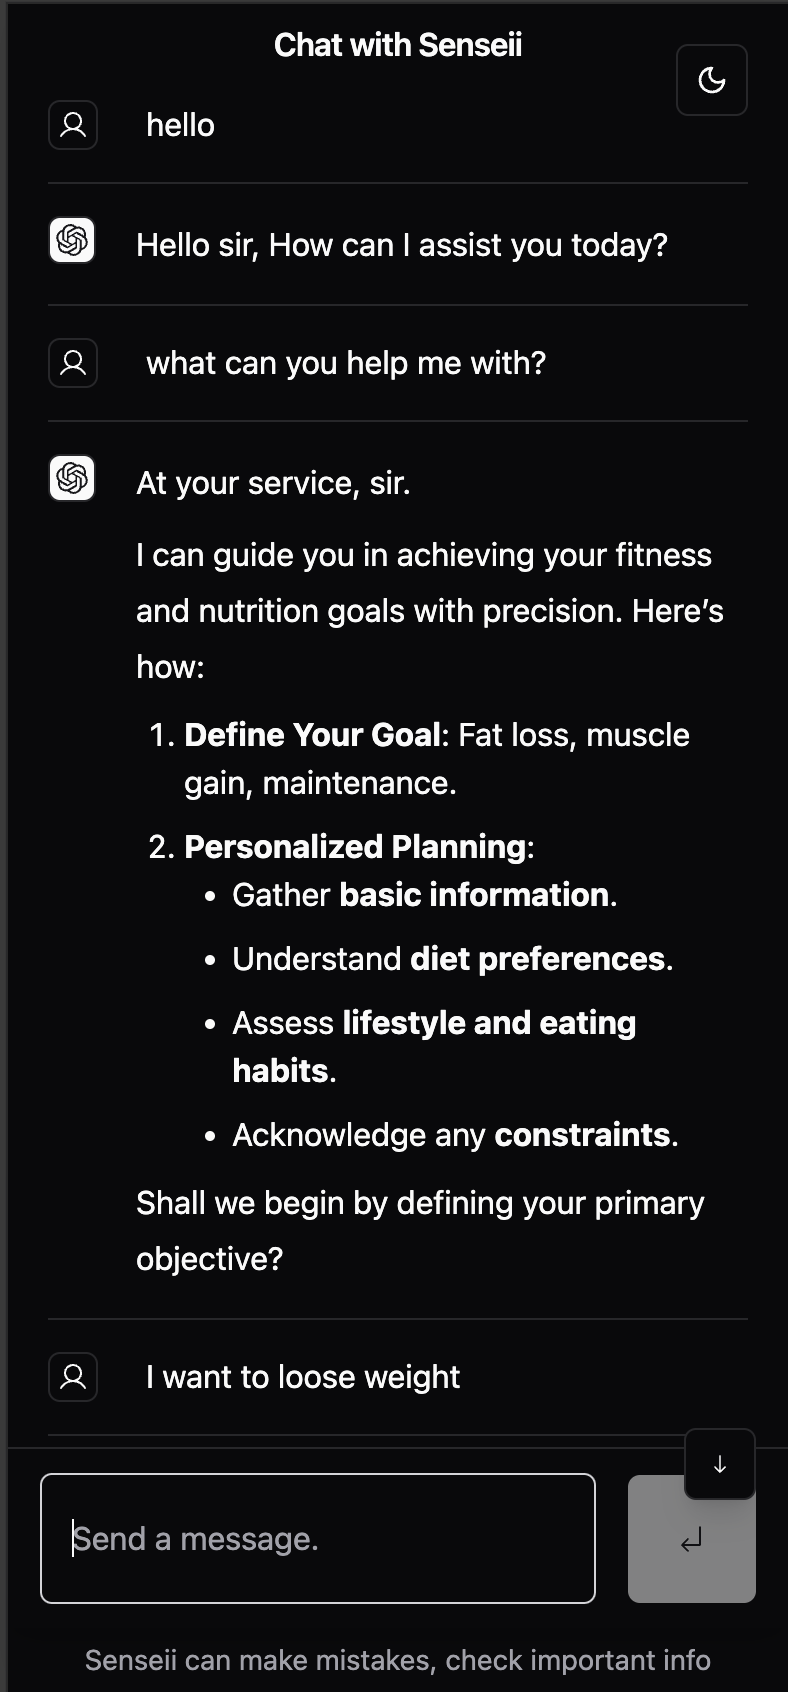 Chat with Senseii
hello
Hello sir, How can I assist you today?
what can you help me with?
At your service, sir.
I can guide you in achieving your fitness
and nutrition goals with precision. Here’s
how:
1. Define Your Goal: Fat loss, muscle
gain, maintenance.
2. Personalized Planning:
• Gather basic information.
• Understand diet preferences.
• Assess lifestyle and eating
habits.
• Acknowledge any constraints.
Shall we begin by defining your primary
objective?
I want to loose weight
Send a message.
Senseii can make mistakes, check important info